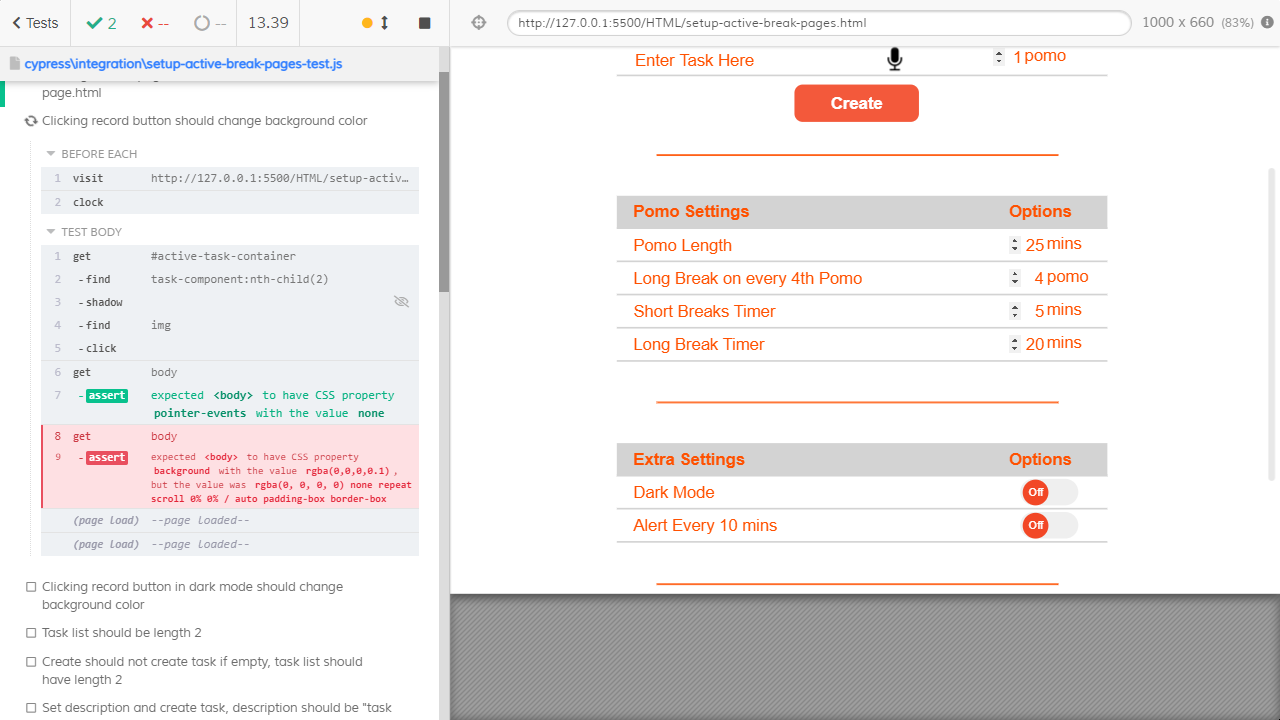 Tests
2
--
--
13.39
http://127.0.0.1:5500/HTML/setup-active-break-pages.html
1000 x 660 (83%)
cypress\integration\setup-active-break-pages-test.js
page.html
Clicking record button should change background color
BEFORE EACH
1 visit http://127.0.0.1:5500/HTML/setup-activ…
2 clock
TEST BODY
1 get #active-task-container
2 -find task-component:nth-child(2)
3 -shadow
4 -find img
5 -click
6 get body
7 -assert expected <body> to have CSS property
pointer-events with the value none
8 get body
9 -assert expected <body> to have CSS property
background with the value rgba(0,0,0,0.1) ,
but the value was rgba(0, 0, 0, 0) none repeat
scroll 0% 0% / auto padding-box border-box
(page load) --page loaded--
(page load) --page loaded--
Clicking record button in dark mode should change
background color
Task list should be length 2
Create should not create task if empty, task list should
have length 2
Set description and create task, description should be "task
Enter Task Here 1 pomo
Create
Pomo Settings Options
Pomo Length 25 mins
Long Break on every 4th Pomo 4 pomo
Short Breaks Timer 5 mins
Long Break Timer 20 mins
Extra Settings Options
Dark Mode Off
Alert Every 10 mins Off